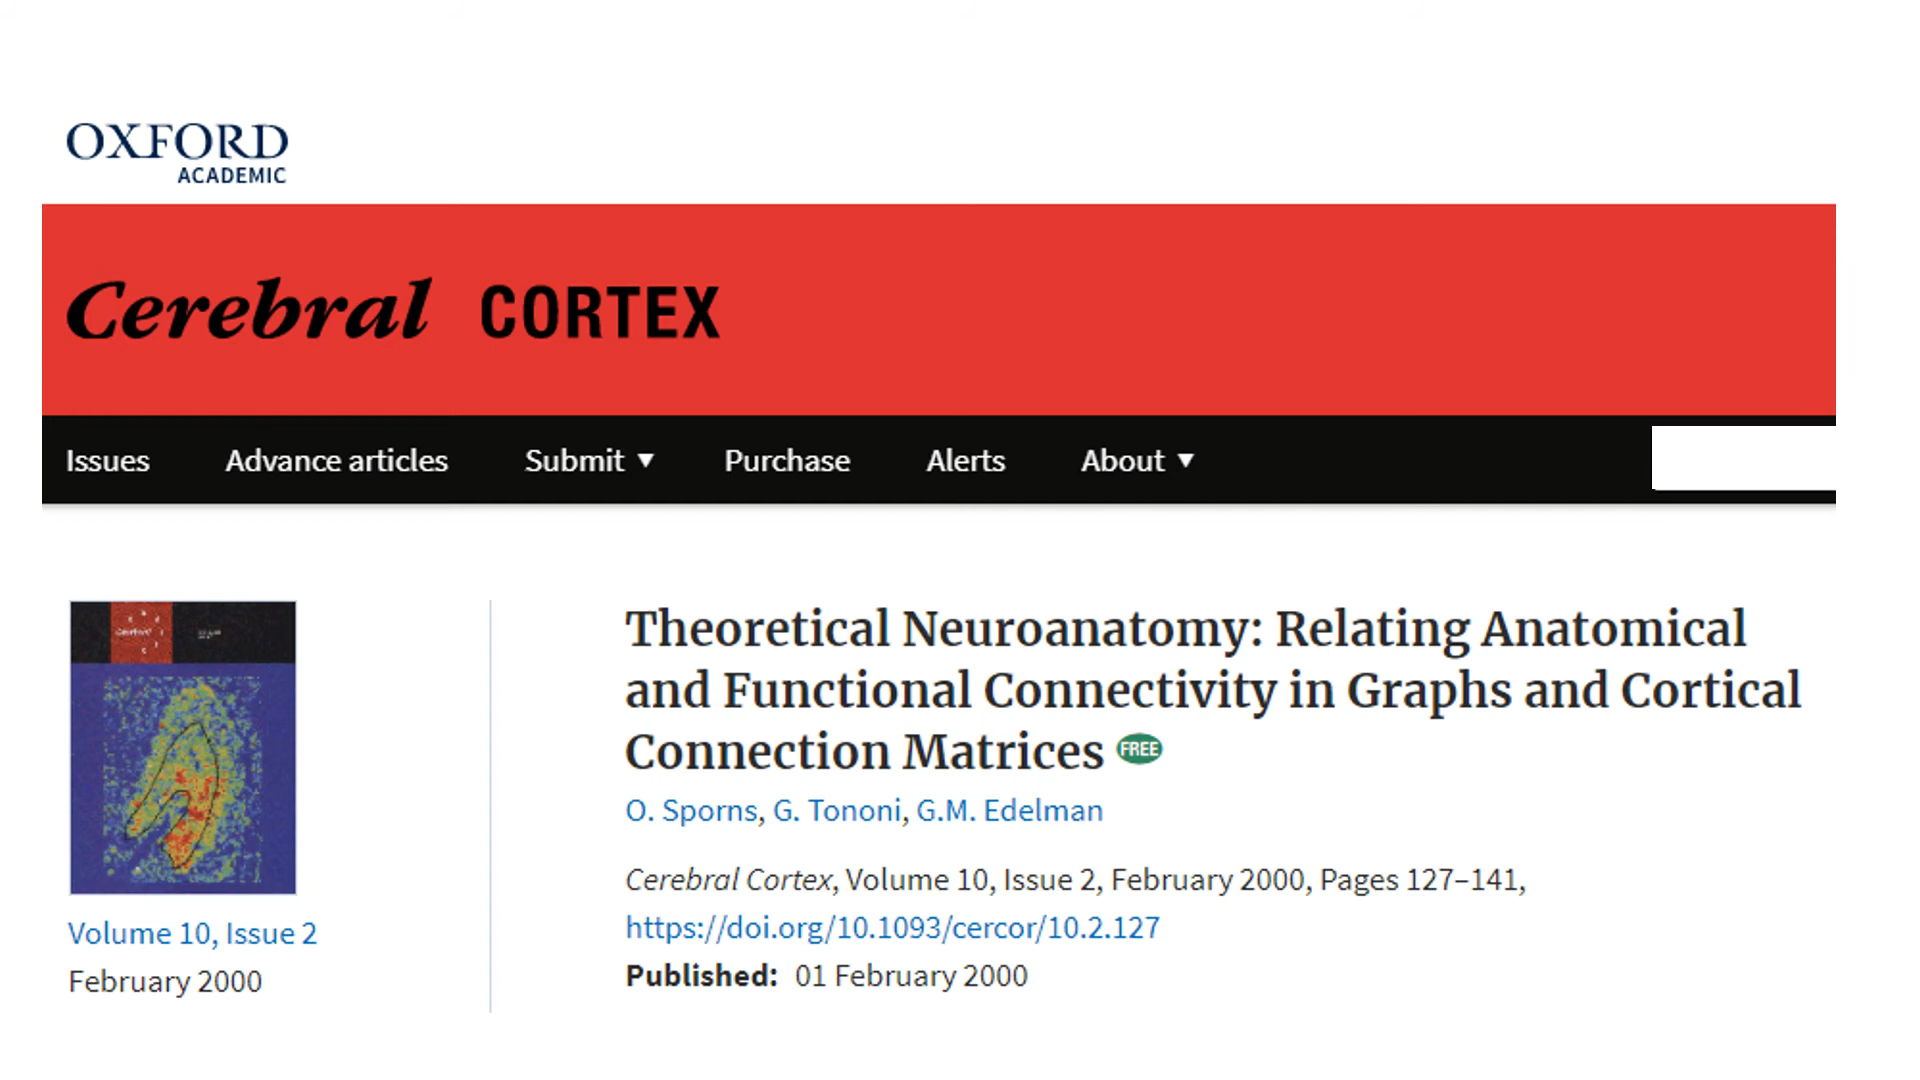 OXFORD
ACADEMIC
Cerebral CORTEX
Issues Advance articles Submit ▼ Purchase Alerts About ▼
Theoretical Neuroanatomy: Relating Anatomical
and Functional Connectivity in Graphs and Cortical
Connection Matrices FREE
O. Sporns, G. Tononi, G.M. Edelman
Cerebral Cortex, Volume 10, Issue 2, February 2000, Pages 127–141,
https://doi.org/10.1093/cercor/10.2.127
Published: 01 February 2000
Volume 10, Issue 2
February 2000